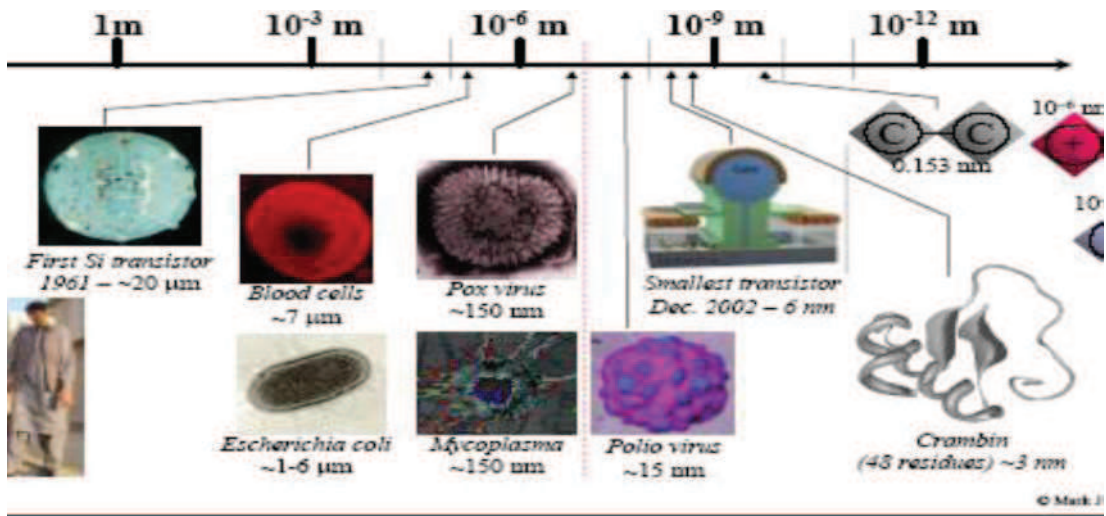 1m 10⁻³ m 10⁻⁶ m 10⁻⁹ m 10⁻¹² m
First Si transistor
1961 – ~20 μm
Blood cells
~7 μm
Pox virus
~150 nm
Smallest transistor
Dec. 2002 – 6 nm
C C
0.153 nm
+
Escherichia coli
~1-6 μm
Mycoplasma
~150 nm
Polio virus
~15 nm
Crambin
(48 residues) ~3 nm
© Mark